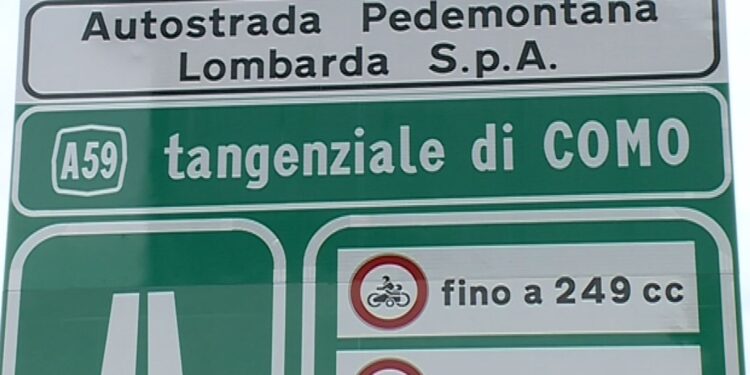 Autostrada Pedemontana
Lombarda S.p.A.
A59 tangenziale di COMO
fino a 249 cc